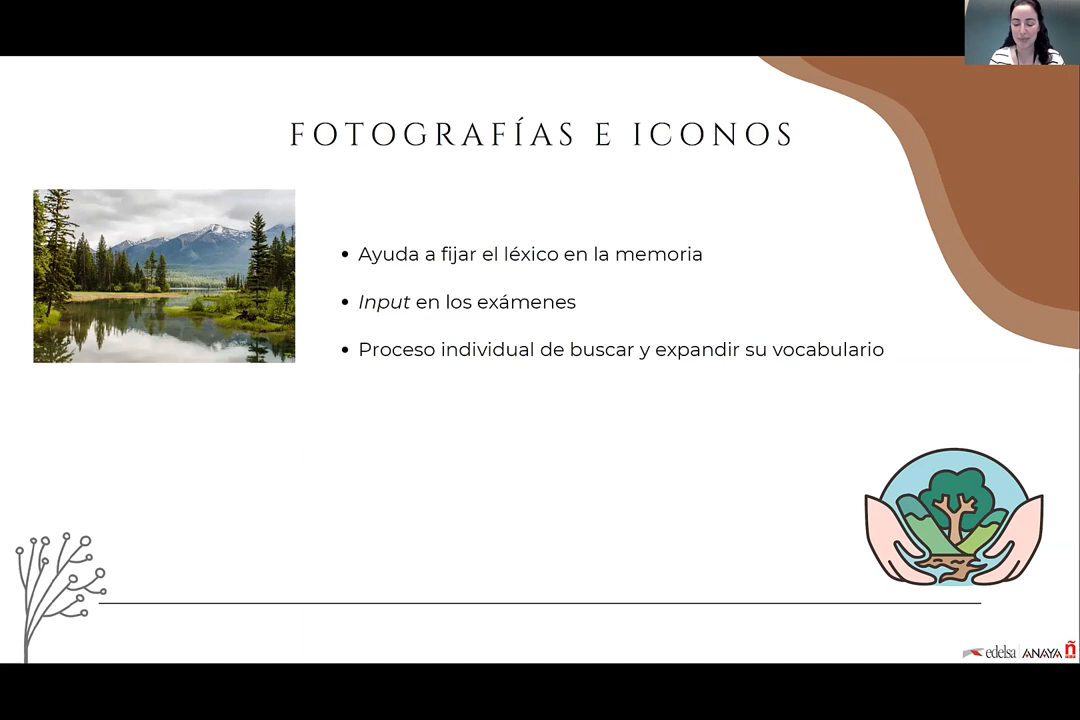 FOTOGRAFÍAS E ICONOS
• Ayuda a fijar el léxico en la memoria
• Input en los exámenes
• Proceso individual de buscar y expandir su vocabulario
edelsa ANAYA ñ